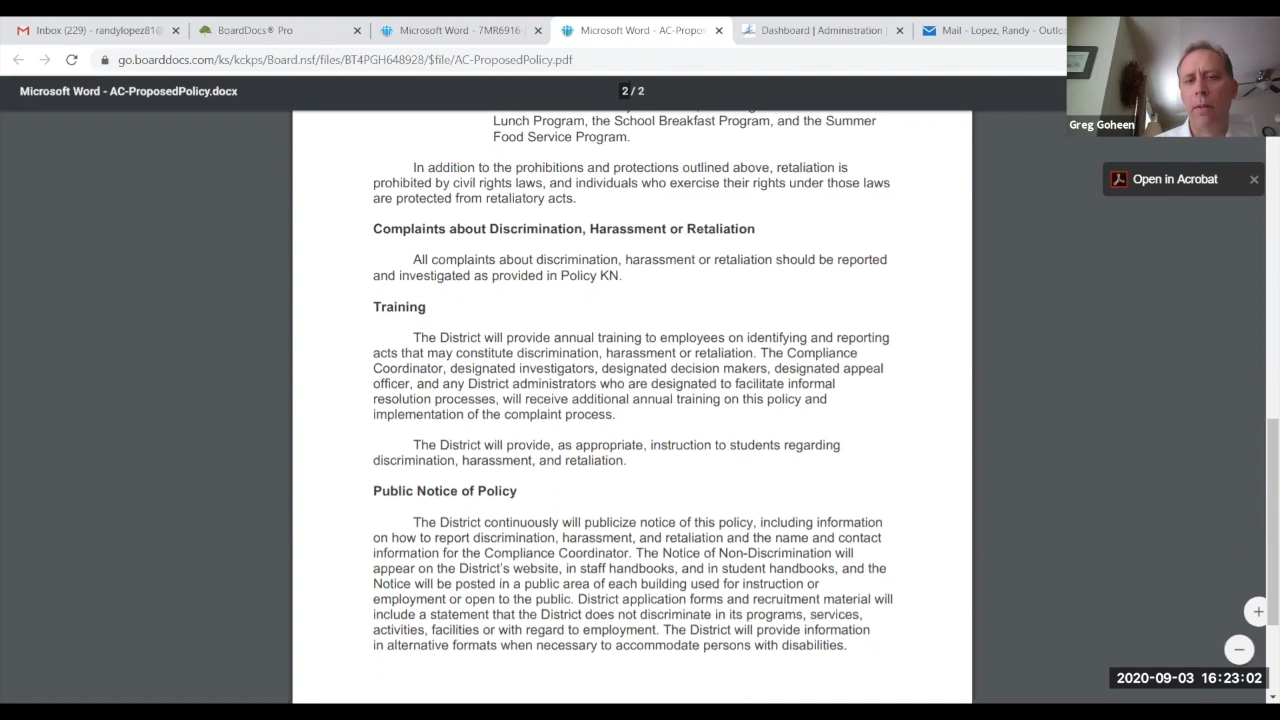 Inbox (229) - randylopez81@
BoardDocs® Pro
Microsoft Word - 7MR6916-
Microsoft Word - AC-Propos
Dashboard | Administration |
Mail - Lopez, Randy - Outlo
go.boarddocs.com/ks/kckps/Board.nsf/files/BT4PGH648928/$file/AC-ProposedPolicy.pdf
Microsoft Word - AC-ProposedPolicy.docx
2 / 2
Greg Goheen
Open in Acrobat
Lunch Program, the School Breakfast Program, and the Summer
Food Service Program.
In addition to the prohibitions and protections outlined above, retaliation is
prohibited by civil rights laws, and individuals who exercise their rights under those laws
are protected from retaliatory acts.
Complaints about Discrimination, Harassment or Retaliation
All complaints about discrimination, harassment or retaliation should be reported
and investigated as provided in Policy KN.
Training
The District will provide annual training to employees on identifying and reporting
acts that may constitute discrimination, harassment or retaliation. The Compliance
Coordinator, designated investigators, designated decision makers, designated appeal
officer, and any District administrators who are designated to facilitate informal
resolution processes, will receive additional annual training on this policy and
implementation of the complaint process.
The District will provide, as appropriate, instruction to students regarding
discrimination, harassment, and retaliation.
Public Notice of Policy
The District continuously will publicize notice of this policy, including information
on how to report discrimination, harassment, and retaliation and the name and contact
information for the Compliance Coordinator. The Notice of Non-Discrimination will
appear on the District's website, in staff handbooks, and in student handbooks, and the
Notice will be posted in a public area of each building used for instruction or
employment or open to the public. District application forms and recruitment material will
include a statement that the District does not discriminate in its programs, services,
activities, facilities or with regard to employment. The District will provide information
in alternative formats when necessary to accommodate persons with disabilities.
2020-09-03 16:23:02